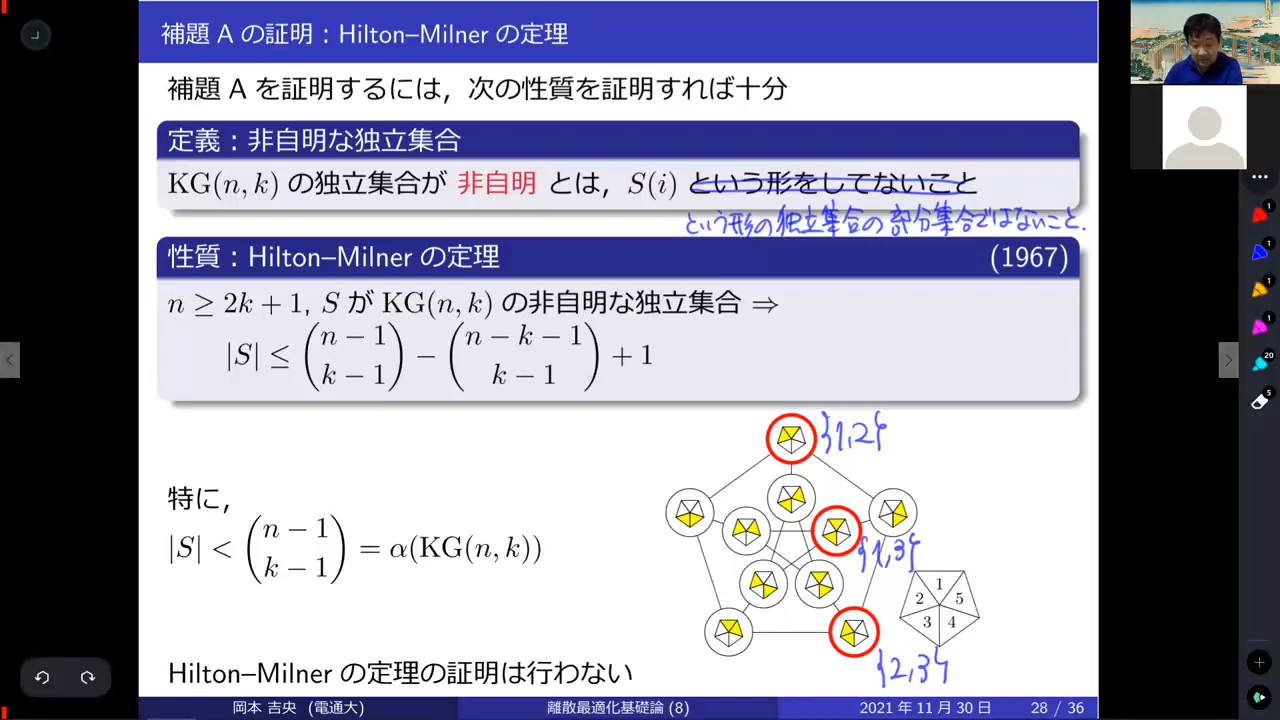 補題 A の証明：Hilton–Milner の定理
補題 A を証明するには，次の性質を証明すれば十分
定義：非自明な独立集合
KG(n, k) の独立集合が 非自明 とは，S(i) という形をしてないこと
という形の独立集合の部分集合ではないこと．
性質：Hilton–Milner の定理 (1967)
n ≥ 2k + 1, S が KG(n, k) の非自明な独立集合 ⇒
|S| ≤ (n − 1 k − 1) − (n − k − 1 k − 1) + 1
{1,2}
特に，
|S| < (n − 1 k − 1) = α(KG(n, k))
{1,3}
1
2 5
3 4
{2,3}
Hilton–Milner の定理の証明は行わない
岡本 吉央 (電通大) 離散最適化基礎論 (8) 2021 年 11 月 30 日 28 / 36
1
1
1
1
20
5